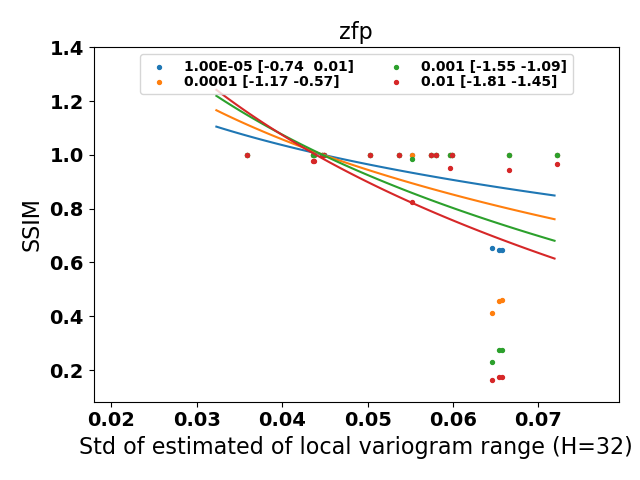 zfp
1.00E-05 [-0.74  0.01]
0.0001 [-1.17 -0.57]
0.001 [-1.55 -1.09]
0.01 [-1.81 -1.45]
SSIM
1.4
1.2
1.0
0.8
0.6
0.4
0.2
0.02 0.03 0.04 0.05 0.06 0.07
Std of estimated of local variogram range (H=32)